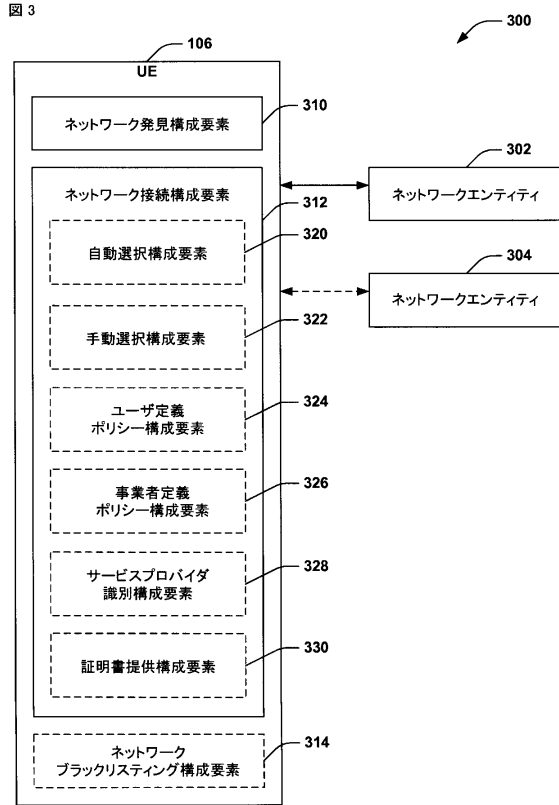 図 3
300
106
UE
310
ネットワーク発見構成要素
302
ネットワーク接続構成要素
312
ネットワークエンティティ
320
自動選択構成要素
304
ネットワークエンティティ
322
手動選択構成要素
324
ユーザ定義
ポリシー構成要素
326
事業者定義
ポリシー構成要素
328
サービスプロバイダ
識別構成要素
330
証明書提供構成要素
314
ネットワーク
ブラックリスティング構成要素